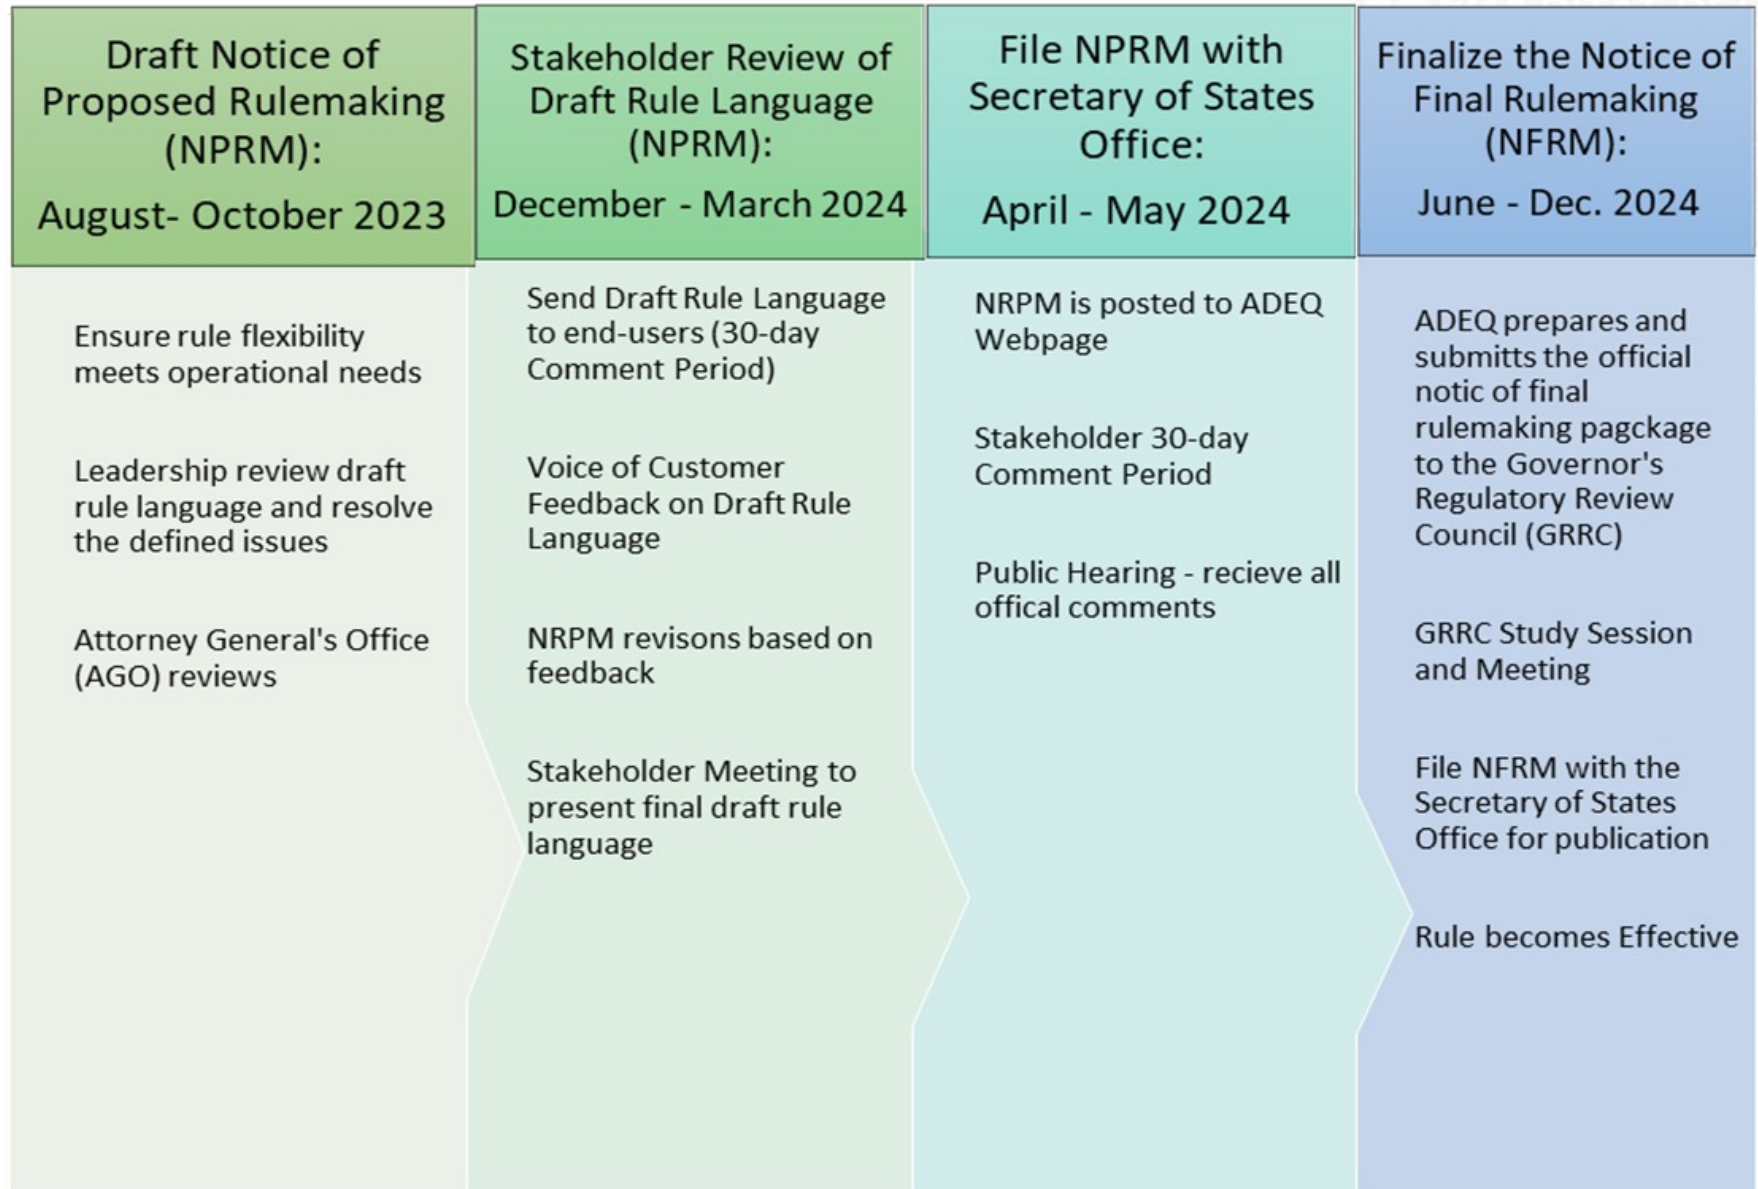 Draft Notice of
Proposed Rulemaking
(NPRM):
August- October 2023
Ensure rule flexibility
meets operational needs
Leadership review draft
rule language and resolve
the defined issues
Attorney General's Office
(AGO) reviews
Stakeholder Review of
Draft Rule Language
(NPRM):
December - March 2024
Send Draft Rule Language
to end-users (30-day
Comment Period)
Voice of Customer
Feedback on Draft Rule
Language
NRPM revisons based on
feedback
Stakeholder Meeting to
present final draft rule
language
File NPRM with
Secretary of States
Office:
April - May 2024
NRPM is posted to ADEQ
Webpage
Stakeholder 30-day
Comment Period
Public Hearing - recieve all
offical comments
Finalize the Notice of
Final Rulemaking
(NFRM):
June - Dec. 2024
ADEQ prepares and
submitts the official
notic of final
rulemaking pagckage
to the Governor's
Regulatory Review
Council (GRRC)
GRRC Study Session
and Meeting
File NFRM with the
Secretary of States
Office for publication
Rule becomes Effective